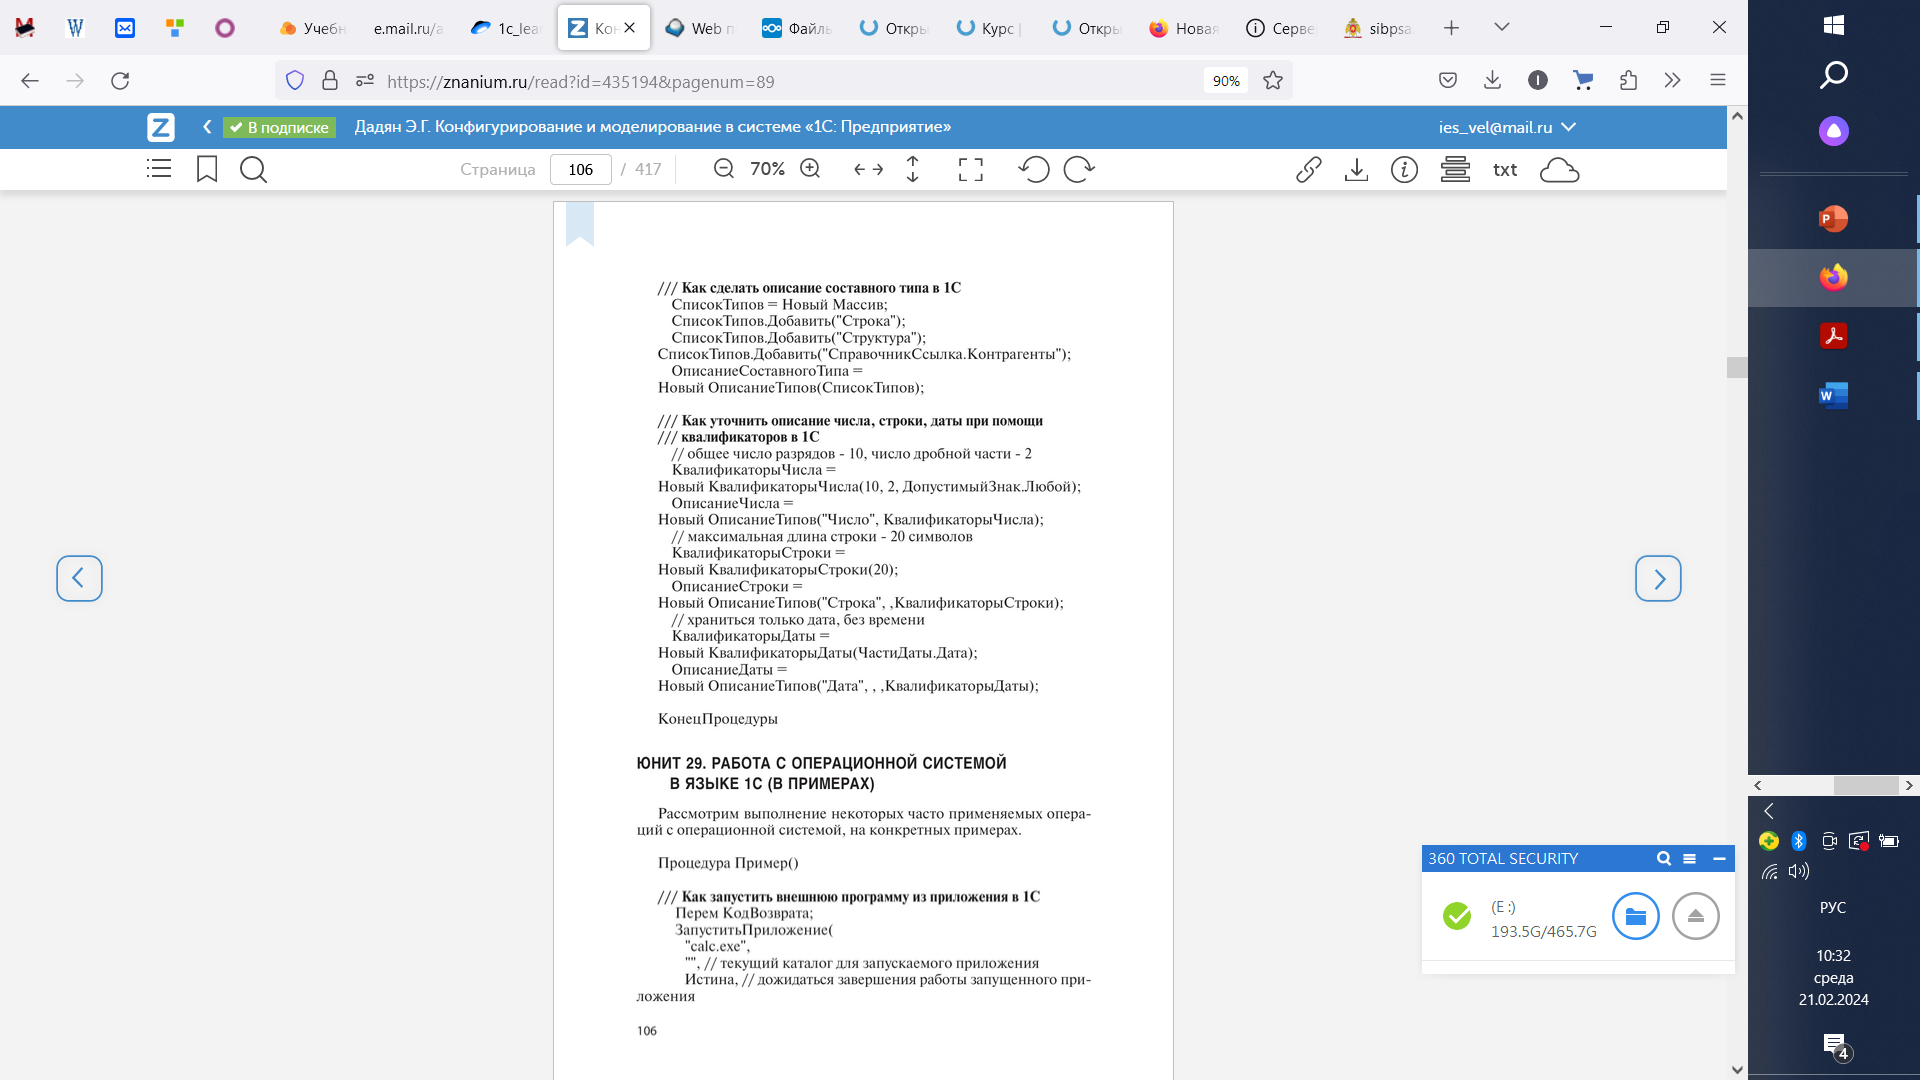 Учебн
e.mail.ru/a
1c_lear
Кон
Web п
Файль
Откры
Курс |
Откры
Новая
Серве
sibpsa
https://znanium.ru/read?id=435194&pagenum=89
90%
В подписке
Дадян Э.Г. Конфигурирование и моделирование в системе «1С: Предприятие»
ies_vel@mail.ru
Страница 106 / 417
70%
txt
/// Как сделать описание составного типа в 1С
СписокТипов = Новый Массив;
СписокТипов.Добавить("Строка");
СписокТипов.Добавить("Структура");
СписокТипов.Добавить("СправочникСсылка.Контрагенты");
ОписаниеСоставногоТипа =
Новый ОписаниеТипов(СписокТипов);
/// Как уточнить описание числа, строки, даты при помощи
/// квалификаторов в 1С
// общее число разрядов - 10, число дробной части - 2
КвалификаторыЧисла =
Новый КвалификаторыЧисла(10, 2, ДопустимыйЗнак.Любой);
ОписаниеЧисла =
Новый ОписаниеТипов("Число", КвалификаторыЧисла);
// максимальная длина строки - 20 символов
КвалификаторыСтроки =
Новый КвалификаторыСтроки(20);
ОписаниеСтроки =
Новый ОписаниеТипов("Строка", ,КвалификаторыСтроки);
// храниться только дата, без времени
КвалификаторыДаты =
Новый КвалификаторыДаты(ЧастиДаты.Дата);
ОписаниеДаты =
Новый ОписаниеТипов("Дата", , ,КвалификаторыДаты);
КонецПроцедуры
ЮНИТ 29. РАБОТА С ОПЕРАЦИОННОЙ СИСТЕМОЙ
В ЯЗЫКЕ 1С (В ПРИМЕРАХ)
Рассмотрим выполнение некоторых часто применяемых опера-
ций с операционной системой, на конкретных примерах.
Процедура Пример()
/// Как запустить внешнюю программу из приложения в 1С
Перем КодВозврата;
ЗапуститьПриложение(
"calc.exe",
"", // текущий каталог для запускаемого приложения
Истина, // дожидаться завершения работы запущенного при-
ложения
106
360 TOTAL SECURITY
(E :)
193.5G/465.7G
РУС
10:32
среда
21.02.2024
4